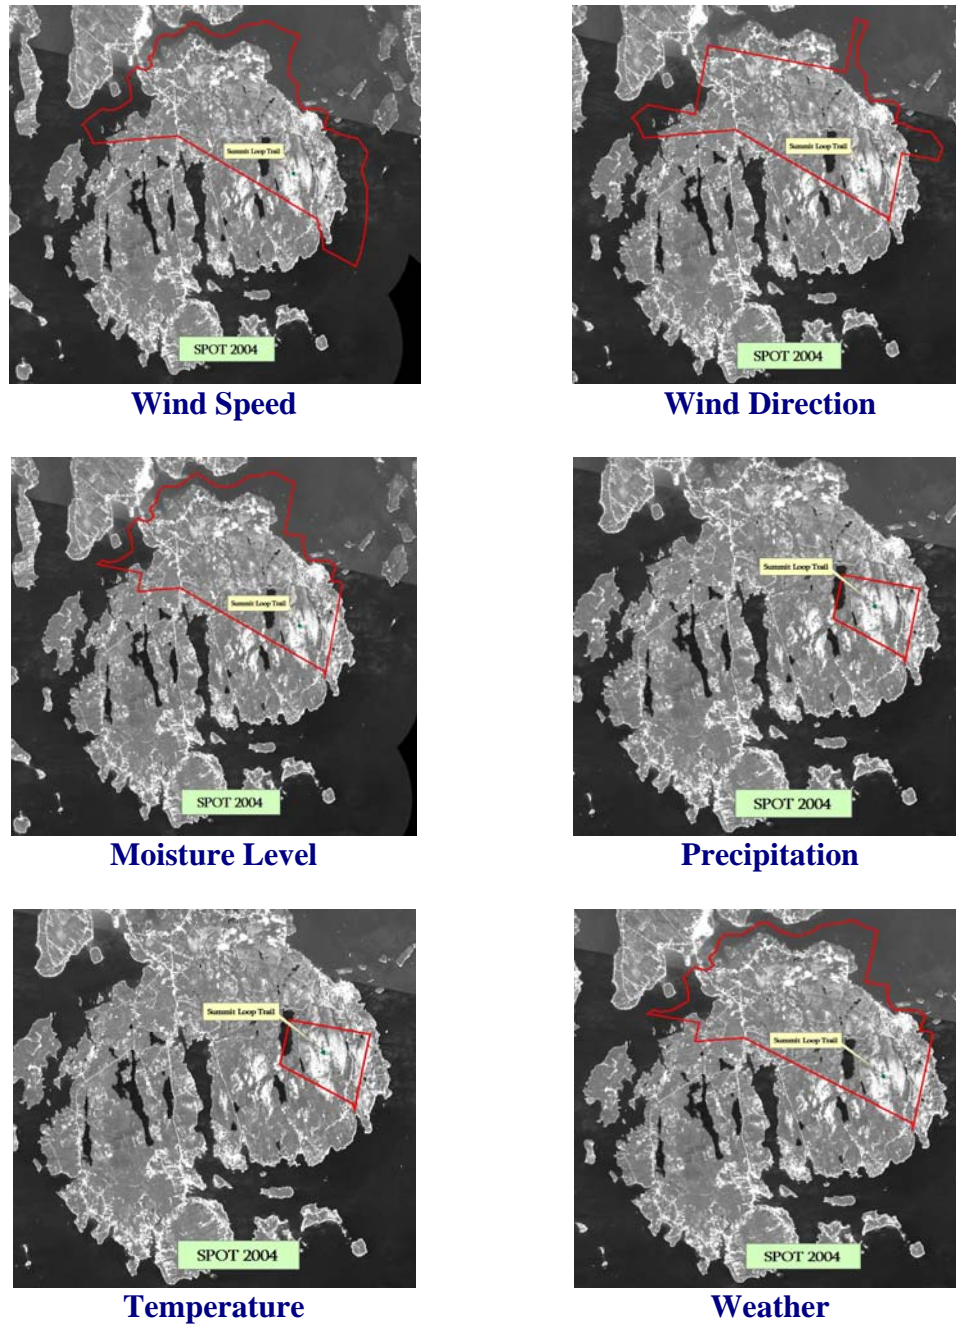 Summit Loop Trail
SPOT 2004
Wind Speed
Summit Loop Trail
SPOT 2004
Wind Direction
Summit Loop Trail
SPOT 2004
Moisture Level
Summit Loop Trail
SPOT 2004
Precipitation
Summit Loop Trail
SPOT 2004
Temperature
Summit Loop Trail
SPOT 2004
Weather